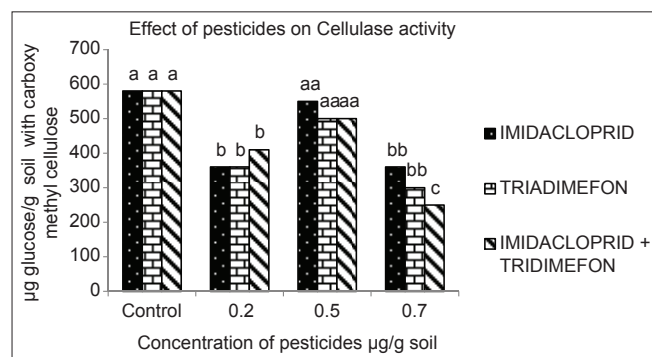 Effect of pesticides on Cellulase activity
µg glucose/g soil with carboxy
methyl cellulose
700
600
500
400
300
200
100
0
a a a
b b b
aa aa aa
bb bb c
Control 0.2 0.5 0.7
Concentration of pesticides µg/g soil
IMIDACLOPRID
TRIADIMEFON
IMIDACLOPRID +
TRIDIMEFON